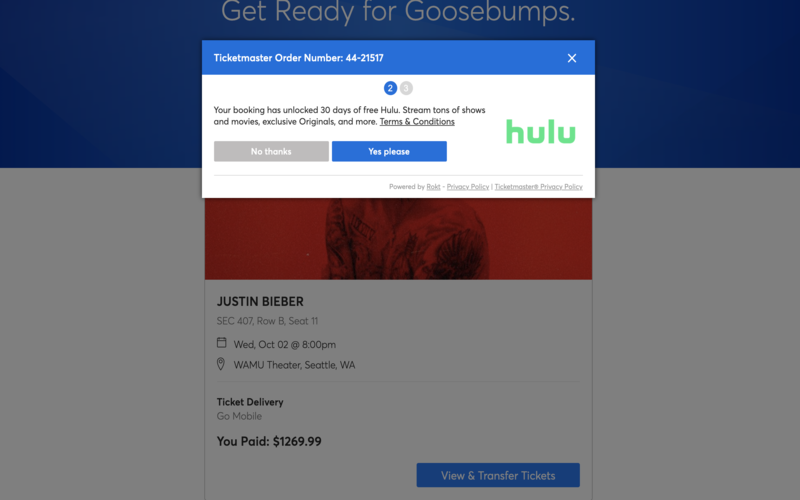 Get Ready for Goosebumps.
Ticketmaster Order Number: 44-21517
2 3
Your booking has unlocked 30 days of free Hulu. Stream tons of shows
and movies, exclusive Originals, and more. Terms & Conditions
hulu
No thanks Yes please
Powered by Rokt - Privacy Policy | Ticketmaster® Privacy Policy
JUSTIN BIEBER
SEC 407, Row B, Seat 11
Wed, Oct 02 @ 8:00pm
WAMU Theater, Seattle, WA
Ticket Delivery
Go Mobile
You Paid: $1269.99
View & Transfer Tickets